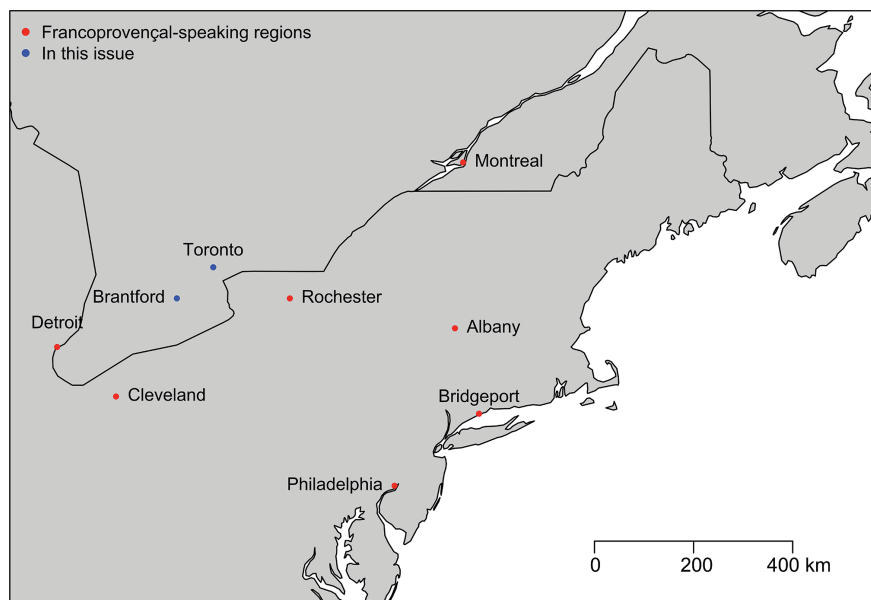 Francoprovençal-speaking regions
In this issue
Montreal
Toronto
Brantford
Rochester
Detroit
Albany
Cleveland
Bridgeport
Philadelphia
0 200 400 km